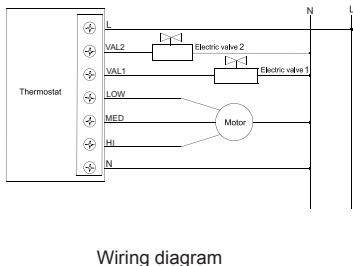 N L
L
VAL2 Electric valve 2
VAL1 Electric valve 1
Thermostat
LOW
MED Motor
HI
N
Wiring diagram